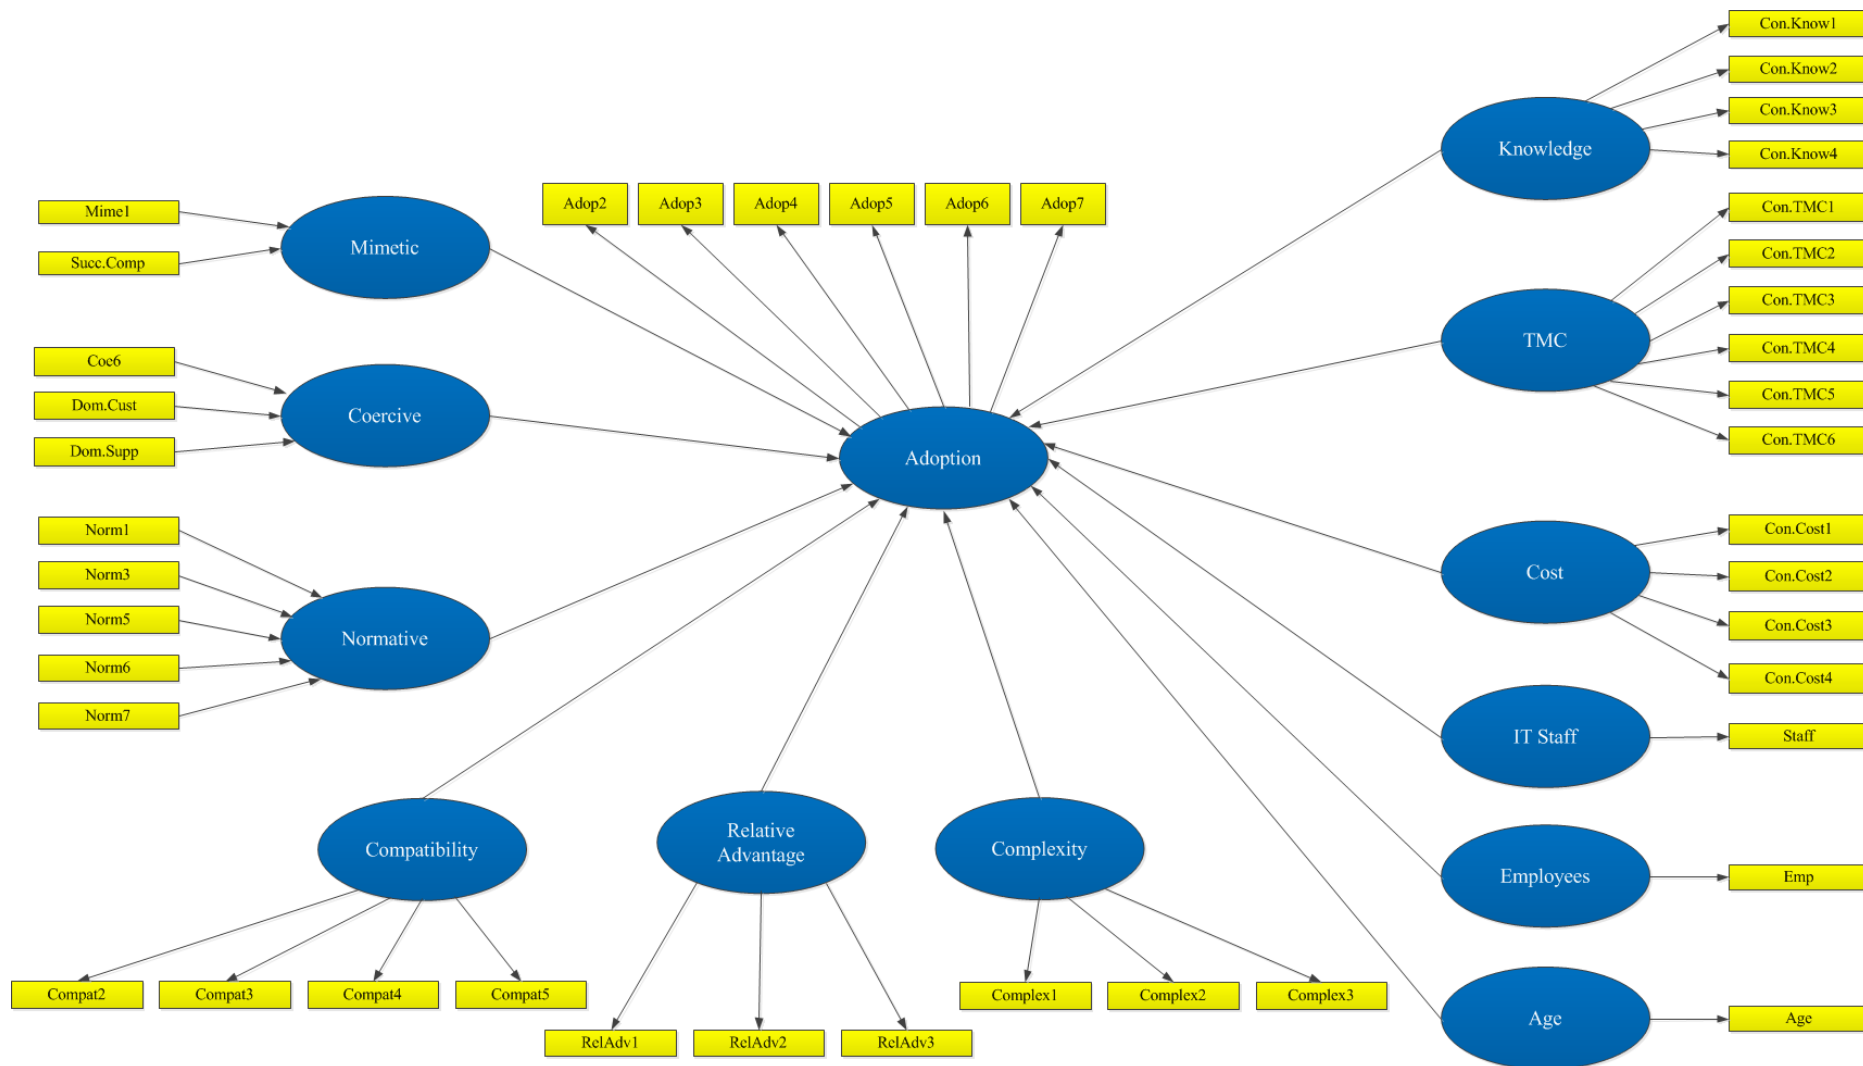 Con.Know1
Con.Know2
Con.Know3
Con.Know4
Knowledge
Mime1
Succ.Comp
Mimetic
Adop2
Adop3
Adop4
Adop5
Adop6
Adop7
Con.TMC1
Con.TMC2
Con.TMC3
Con.TMC4
Con.TMC5
Con.TMC6
TMC
Coe6
Dom.Cust
Dom.Supp
Coercive
Adoption
Norm1
Norm3
Norm5
Norm6
Norm7
Normative
Con.Cost1
Con.Cost2
Con.Cost3
Con.Cost4
Cost
IT Staff
Staff
Compatibility
Relative
Advantage
Complexity
Employees
Emp
Compat2
Compat3
Compat4
Compat5
RelAdv1
RelAdv2
RelAdv3
Complex1
Complex2
Complex3
Age
Age